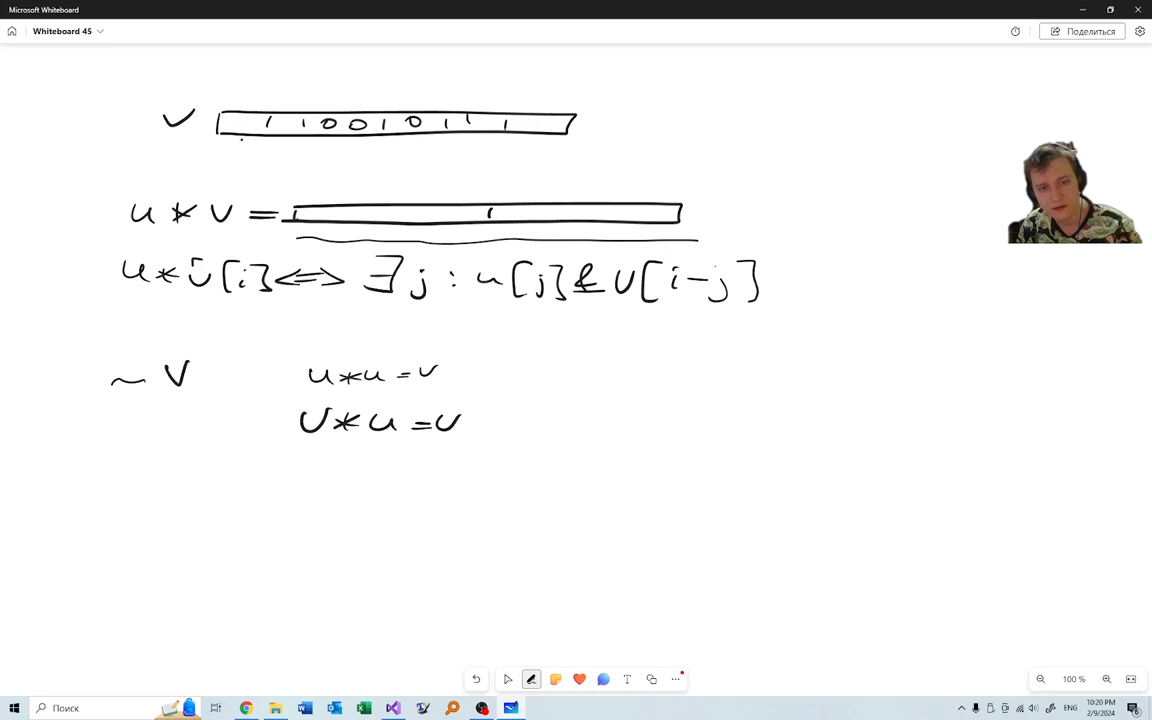 Microsoft Whiteboard
Whiteboard 45
Поделиться
v 1 1 0 0 1 0 1 1 1
u * v = 1 1
u * v[i] <=> ∃ j : u[j] & v[i-j]
~ v
u * u = v
v * u = v
100 %
Поиск
ENG
10:20 PM
2/9/2024
6